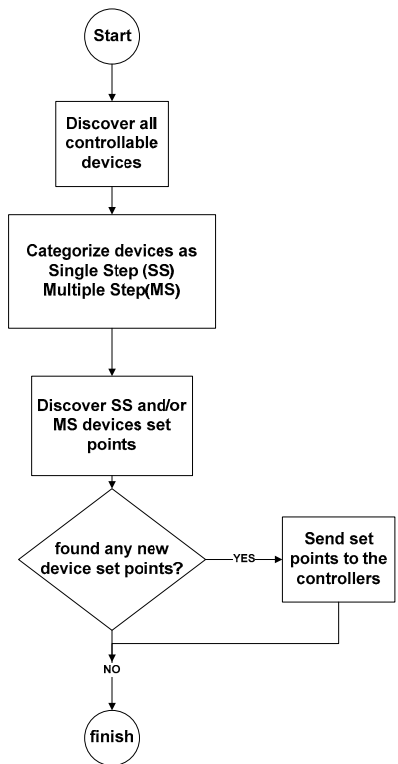 Start
Discover all
controllable
devices
Categorize devices as
Single Step (SS)
Multiple Step(MS)
Discover SS and/or
MS devices set
points
found any new
device set points?
YES
Send set
points to the
controllers
NO
finish